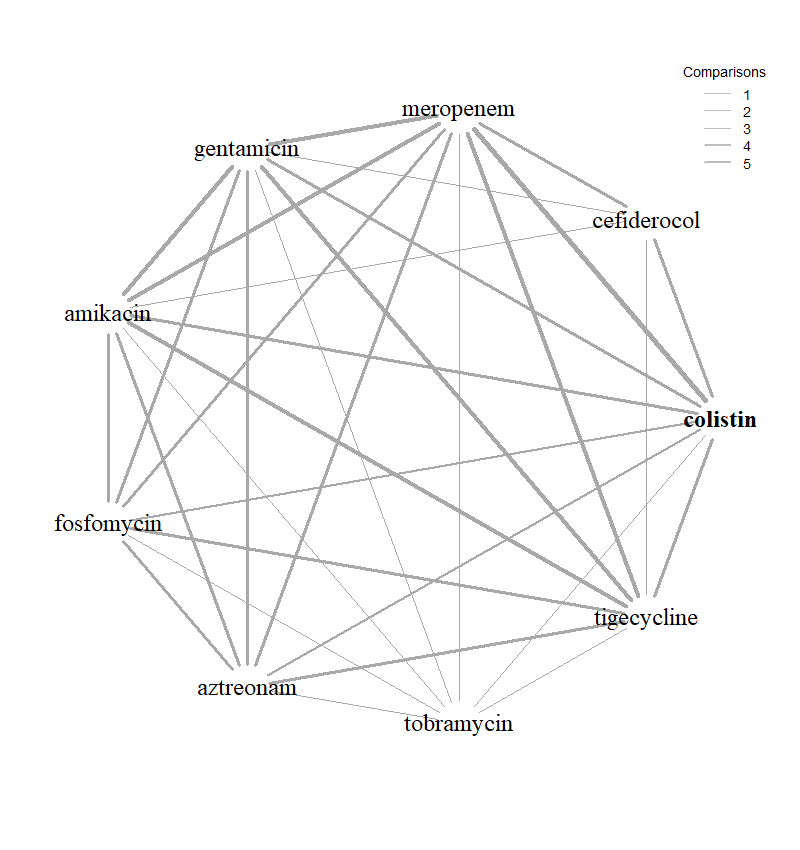 Comparisons
1
2
3
4
5
meropenem
gentamicin
cefiderocol
amikacin
colistin
fosfomycin
tigecycline
aztreonam
tobramycin